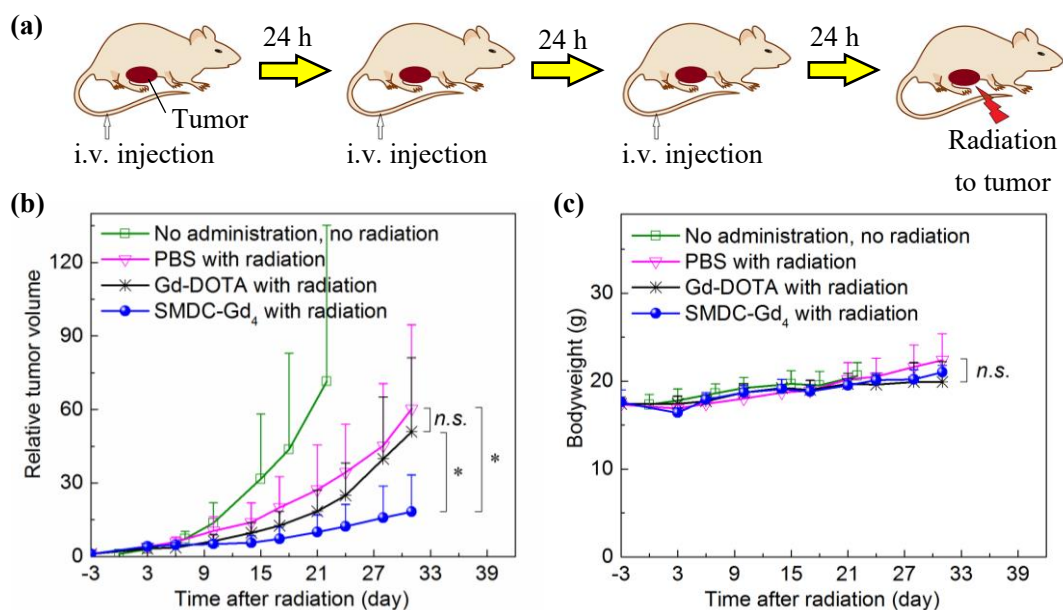 (a)
24 h
24 h
24 h
Tumor
i.v. injection
i.v. injection
i.v. injection
Radiation
to tumor
(b)
No administration, no radiation
PBS with radiation
Gd-DOTA with radiation
SMDC-Gd4 with radiation
Relative tumor volume
120
90
60
30
0
n.s.
*
*
-3 3 9 15 21 27 33 39
Time after radiation (day)
(c)
No administration, no radiation
PBS with radiation
Gd-DOTA with radiation
SMDC-Gd4 with radiation
Bodyweight (g)
30
20
10
0
n.s.
-3 3 9 15 21 27 33 39
Time after radiation (day)